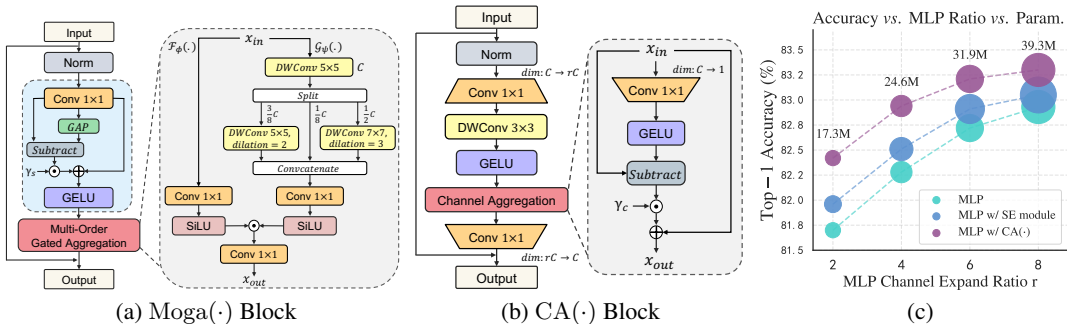 Input
Norm
Conv 1×1
GAP
Subtract
γs
GELU
Multi-Order
Gated Aggregation
Output
ℱϕ(.)
x_in
𝒢ψ(.)
DWConv 5×5
C
Split
3/8 C
1/8 C
1/2 C
DWConv 5×5,
dilation = 2
DWConv 7×7,
dilation = 3
Convcatenate
Conv 1×1
Conv 1×1
SiLU
SiLU
Conv 1×1
x_out
(a) Moga(·) Block
Input
Norm
dim: C → rC
Conv 1×1
DWConv 3×3
GELU
Channel Aggregation
Conv 1×1
dim: rC → C
Output
x_in
dim: C → 1
Conv 1×1
GELU
Subtract
γc
x_out
(b) CA(·) Block
Accuracy vs. MLP Ratio vs. Param.
Top−1 Accuracy (%)
83.5
83.2
83.0
82.8
82.5
82.2
82.0
81.8
81.5
17.3M
24.6M
31.9M
39.3M
MLP
MLP w/ SE module
MLP w/ CA(·)
2
4
6
8
MLP Channel Expand Ratio r
(c)